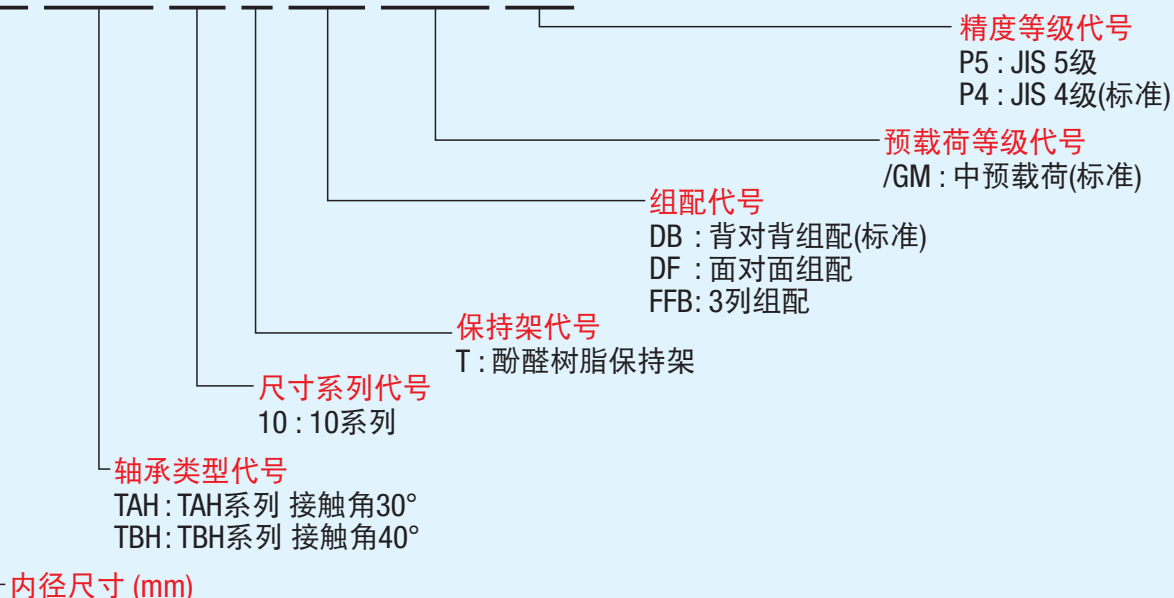 精度等级代号
P5 : JIS 5级
P4 : JIS 4级(标准)
预载荷等级代号
/GM : 中预载荷(标准)
组配代号
DB : 背对背组配(标准)
DF : 面对面组配
FFB: 3列组配
保持架代号
T : 酚醛树脂保持架
尺寸系列代号
10 : 10系列
轴承类型代号
TAH : TAH系列 接触角30°
TBH : TBH系列 接触角40°
内径尺寸 (mm)